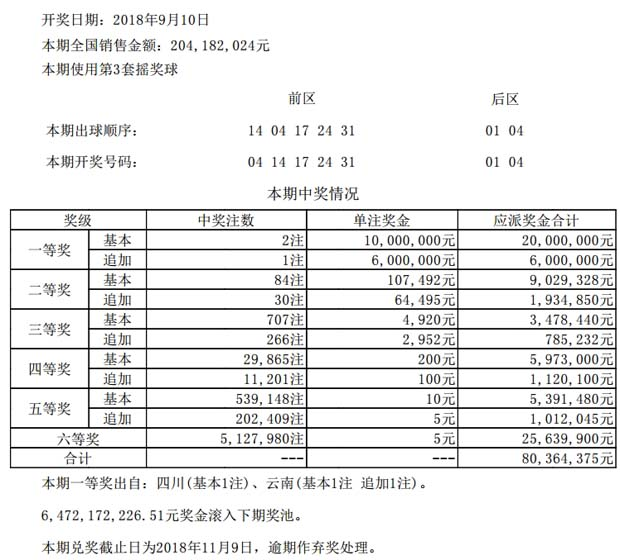 开奖日期：2018年9月10日
本期全国销售金额：204,182,024元
本期使用第3套摇奖球
前区 后区
本期出球顺序： 14 04 17 24 31 01 04
本期开奖号码： 04 14 17 24 31 01 04
本期中奖情况
奖级 中奖注数 单注奖金 应派奖金合计
一等奖 基本 2注 10,000,000元 20,000,000元
追加 1注 6,000,000元 6,000,000元
二等奖 基本 84注 107,492元 9,029,328元
追加 30注 64,495元 1,934,850元
三等奖 基本 707注 4,920元 3,478,440元
追加 266注 2,952元 785,232元
四等奖 基本 29,865注 200元 5,973,000元
追加 11,201注 100元 1,120,100元
五等奖 基本 539,148注 10元 5,391,480元
追加 202,409注 5元 1,012,045元
六等奖 5,127,980注 5元 25,639,900元
合计 --- --- 80,364,375元
本期一等奖出自：四川(基本1注)、云南(基本1注 追加1注)。
6,472,172,226.51元奖金滚入下期奖池。
本期兑奖截止日为2018年11月9日，逾期作弃奖处理。